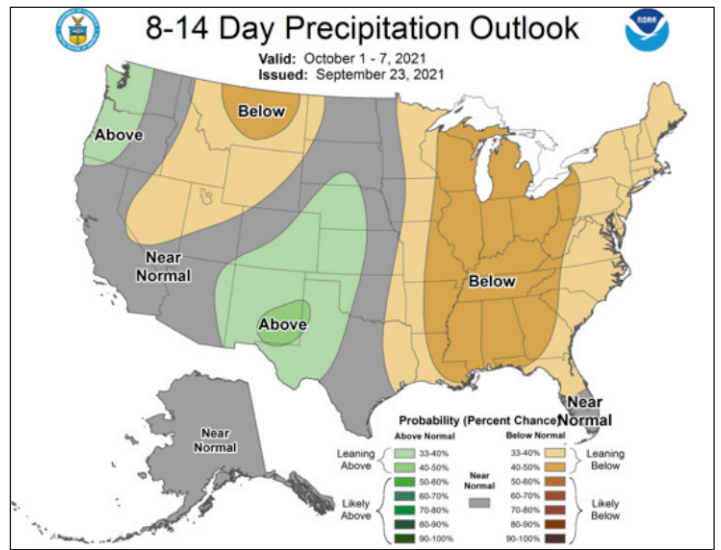 8-14 Day Precipitation Outlook
NOAA
Valid: October 1 - 7, 2021
Issued: September 23, 2021
Above
Below
Near
Normal
Above
Below
Near
Normal
Near
Normal
Probability (Percent Chance)
Above Normal
Below Normal
Leaning
Above
33-40%
40-50%
Likely
Above
50-60%
60-70%
70-80%
80-90%
90-100%
Near
Normal
33-40%
40-50%
Leaning
Below
50-60%
60-70%
70-80%
80-90%
90-100%
Likely
Below